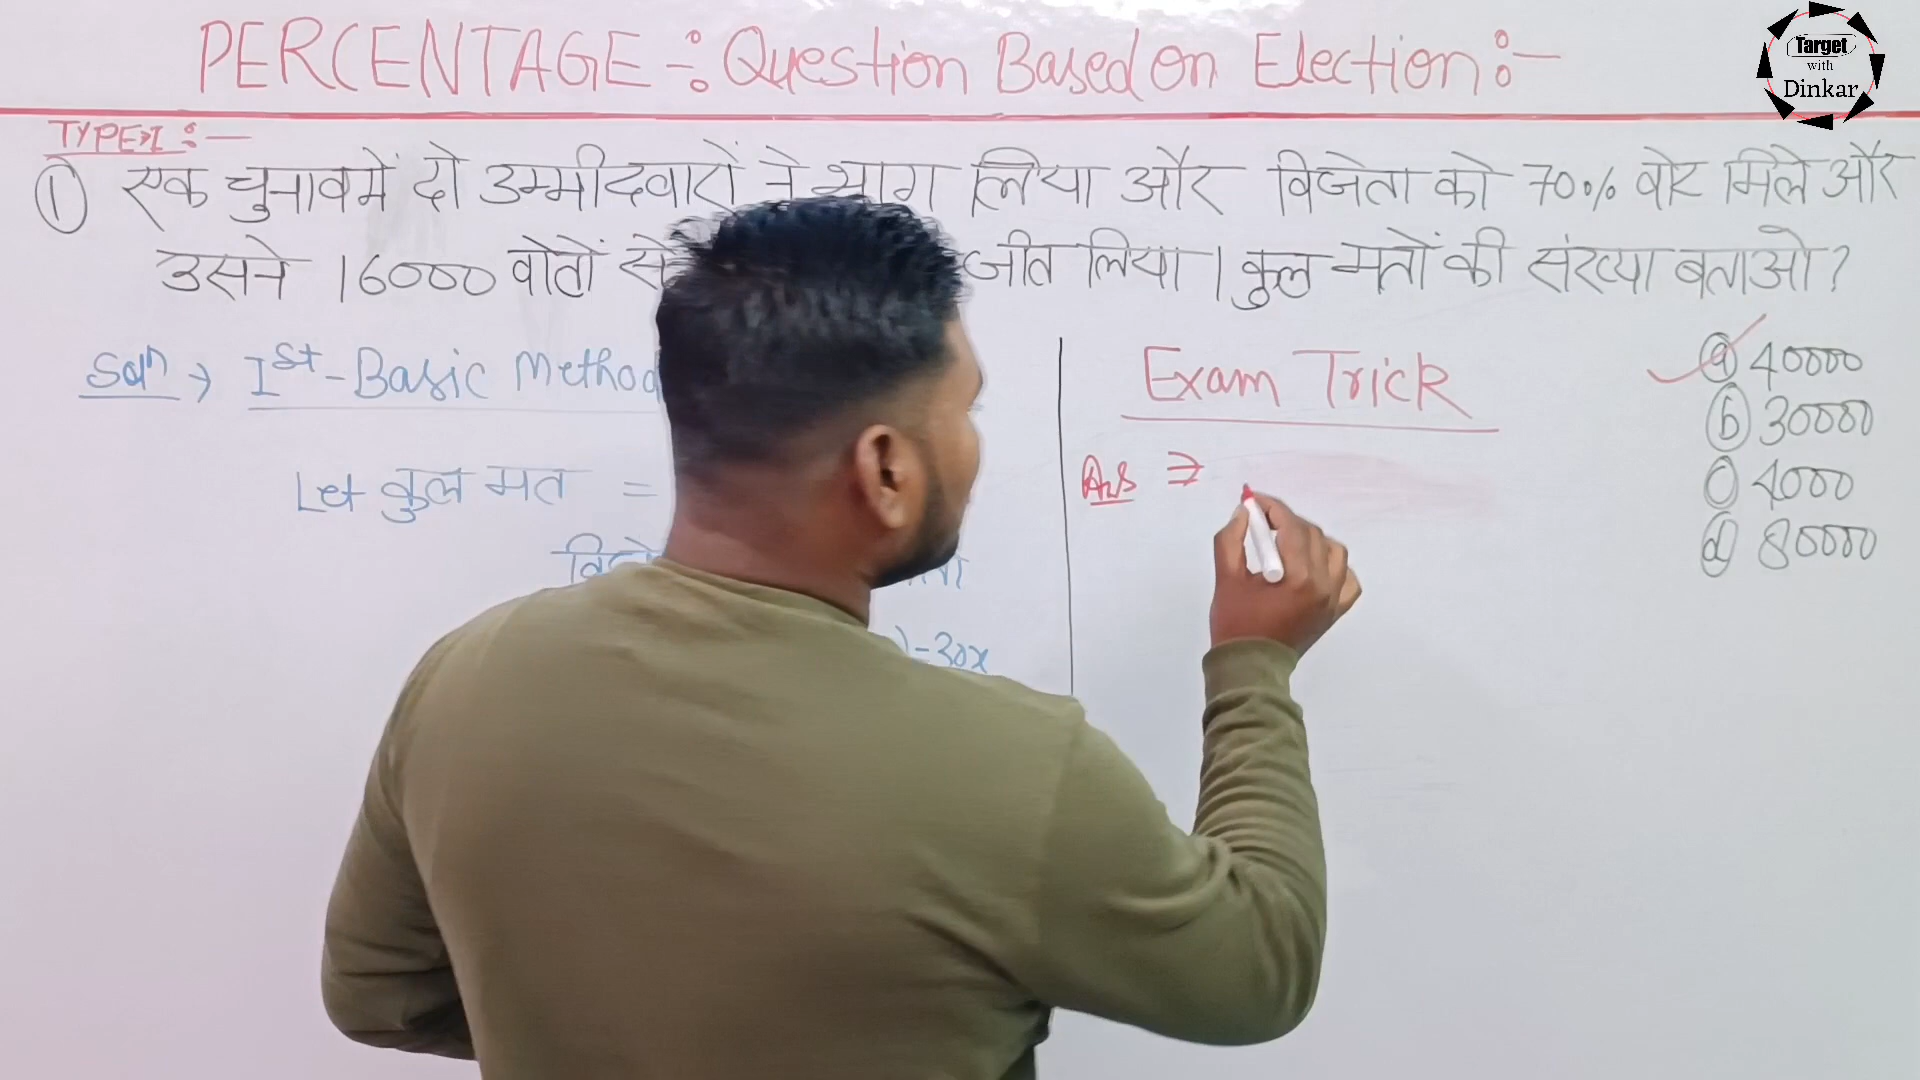 PERCENTAGE ÷ Question Based on Election :-
Target
with
Dinkar
TYPE-I :-
① एक चुनाव में दो उम्मीदवारों ने भाग लिया और विजेता को 70% वोट मिले और
उसने 16000 वोतों से जीत लिया । कुल मतों की संख्या बताओ ?
Solⁿ → Iˢᵗ - Basic Method
Let कुल मत =
)-30x
Exam Trick
Ans ⇒
ⓐ 40000
ⓑ 30000
ⓒ 4000
ⓓ 80000